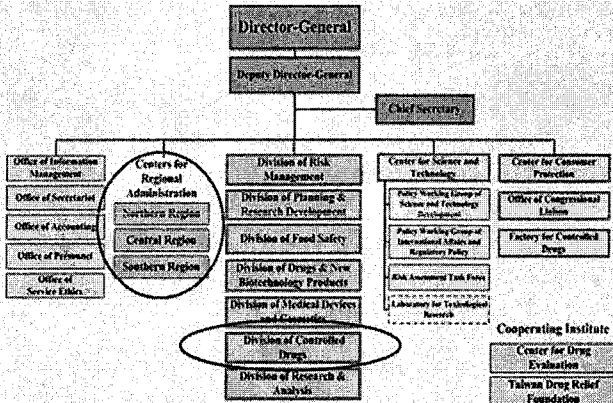 Director-General
Deputy Director-General
Chief Secretary
Office of Information
Management
Office of Secretariat
Office of Accounting
Office of Personnel
Office of
Service Ethics
Centers for
Regional
Administration
Northern Region
Central Region
Southern Region
Division of Risk
Management
Division of Planning &
Research Development
Division of Food Safety
Division of Drugs & New
Biotechnology Products
Division of Medical Devices
and Cosmetics
Division of Controlled
Drugs
Division of Research &
Analysis
Center for Science and
Technology
Policy Working Group of
Science and Technology
Development
Policy Working Group of
International Affairs and
Regulatory Policy
Risk Assessment Task Force
Laboratory for Toxicological
Research
Center for Consumer
Protection
Office of Congressional
Liaison
Factory for Controlled
Drugs
Cooperating Institute
Center for Drug
Evaluation
Taiwan Drug Relief
Foundation